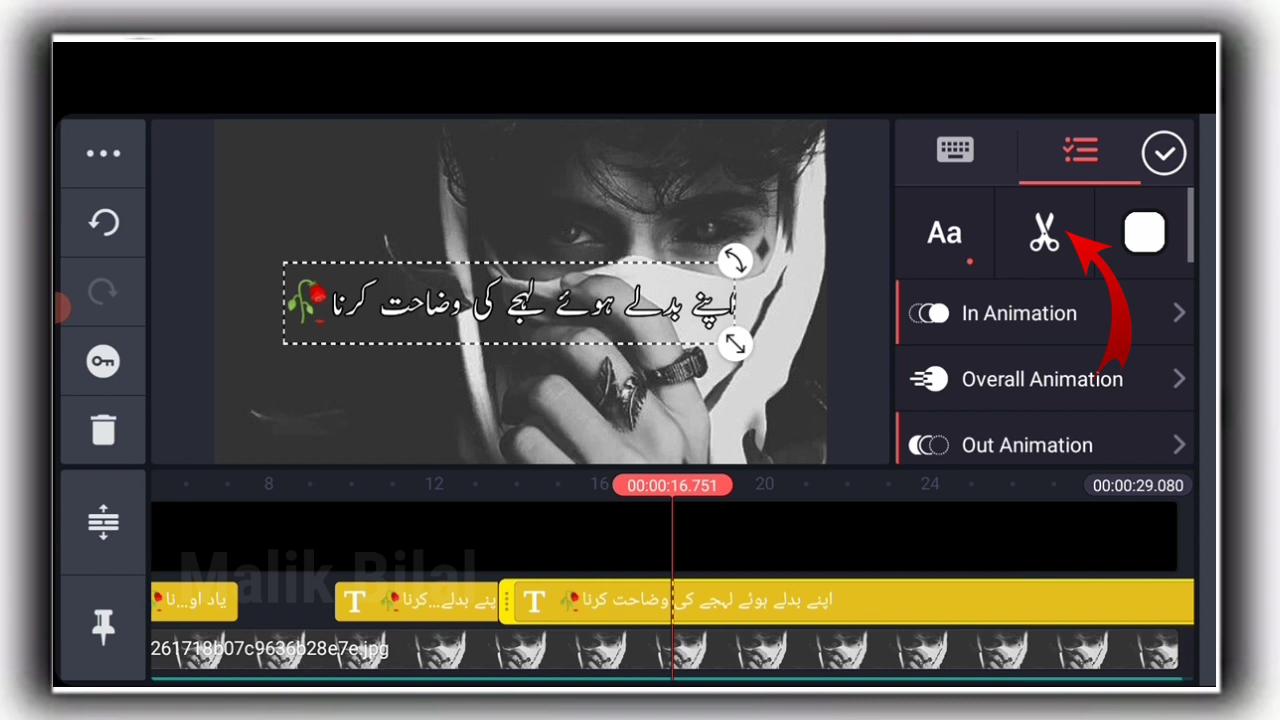 Aa
In Animation
Overall Animation
Out Animation
اپنے بدلے ہوئے لہجے کی وضاحت کرنا🥀
8 12 16 00:00:16.751 20 24 00:00:29.080
Malik Bilal
یاد او...نا🥀
T پنے بدلے...کرنا🥀
T اپنے بدلے ہوئے لہجے کی وضاحت کرنا🥀
261718b07c9636b28e7e.jpg